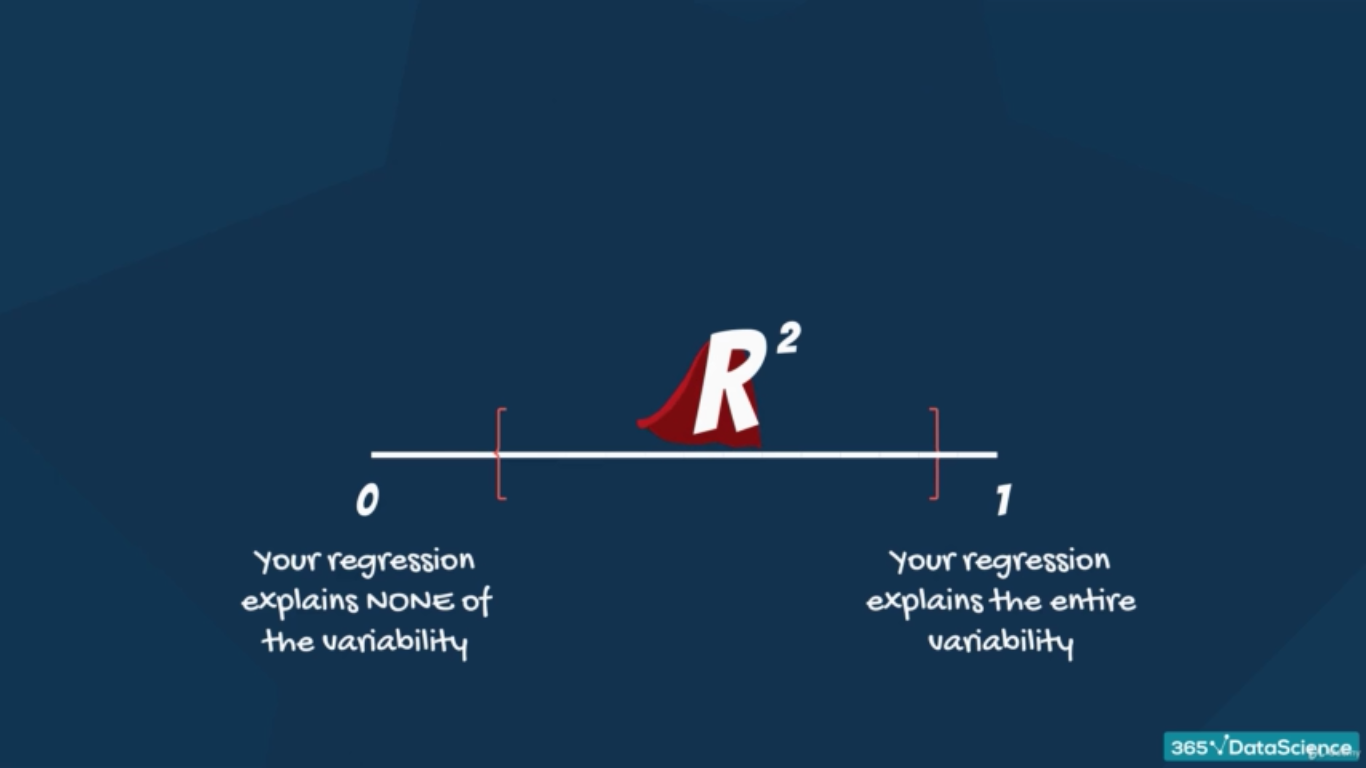 R²
0
1
Your regression
explains NONE of
the variability
Your regression
explains the entire
variability
365 DataScience